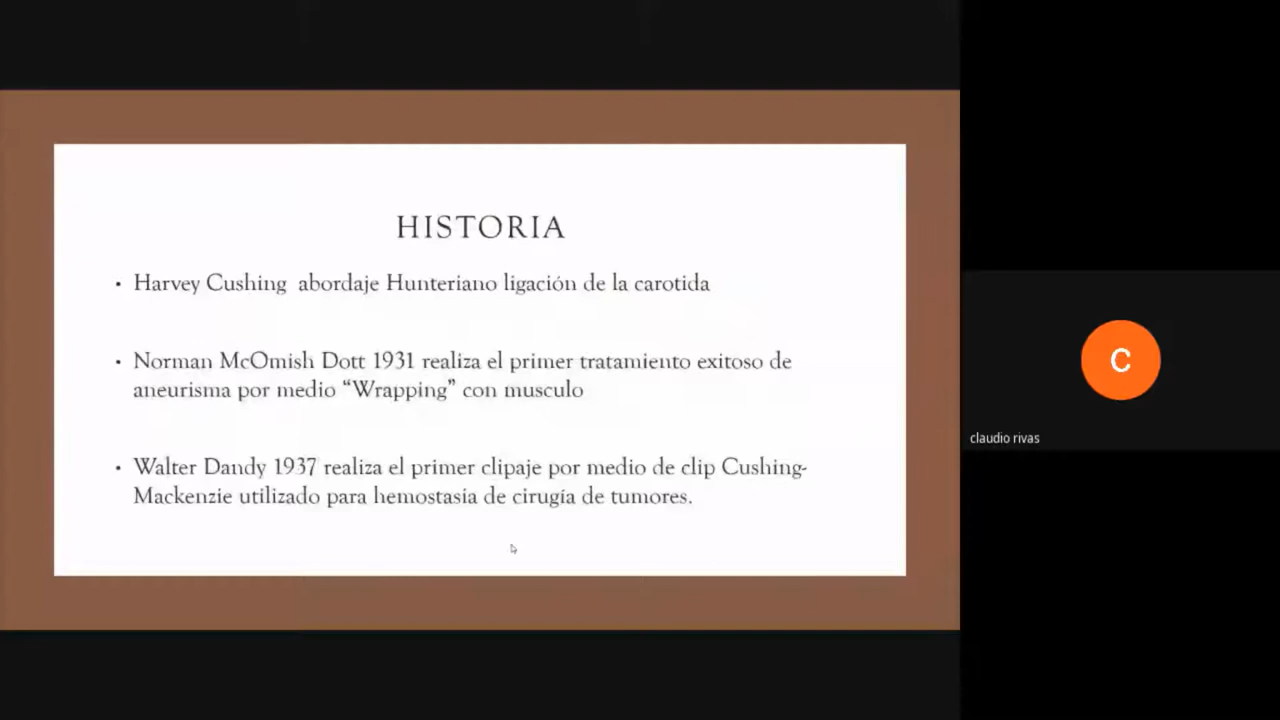 HISTORIA
• Harvey Cushing  abordaje Hunteriano ligación de la carotida
• Norman McOmish Dott 1931 realiza el primer tratamiento exitoso de
aneurisma por medio “Wrapping” con musculo
• Walter Dandy 1937 realiza el primer clipaje por medio de clip Cushing-
Mackenzie utilizado para hemostasia de cirugía de tumores.
C
claudio rivas